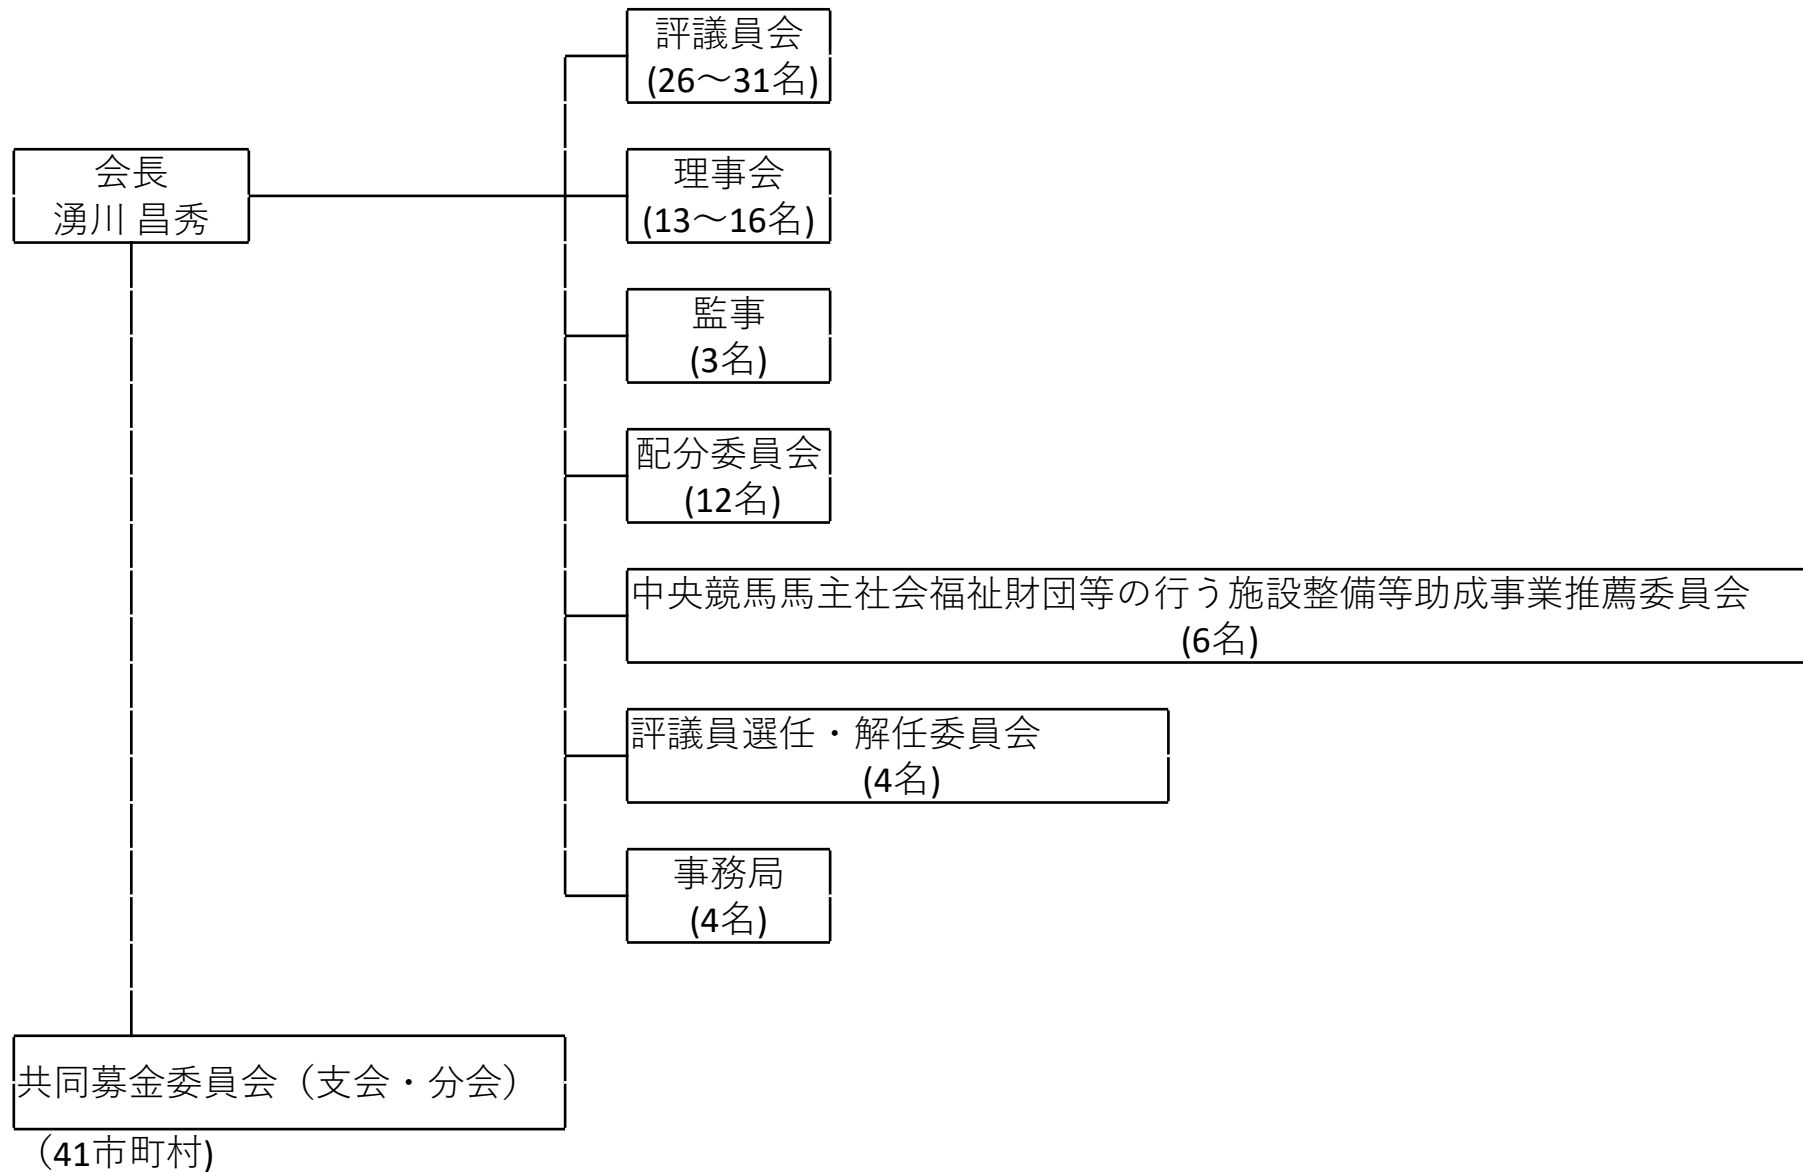 評議員会
(26～31名)
会長
湧川 昌秀
理事会
(13～16名)
監事
(3名)
配分委員会
(12名)
中央競馬馬主社会福祉財団等の行う施設整備等助成事業推薦委員会
(6名)
評議員選任・解任委員会
(4名)
事務局
(4名)
共同募金委員会（支会・分会）
（41市町村)